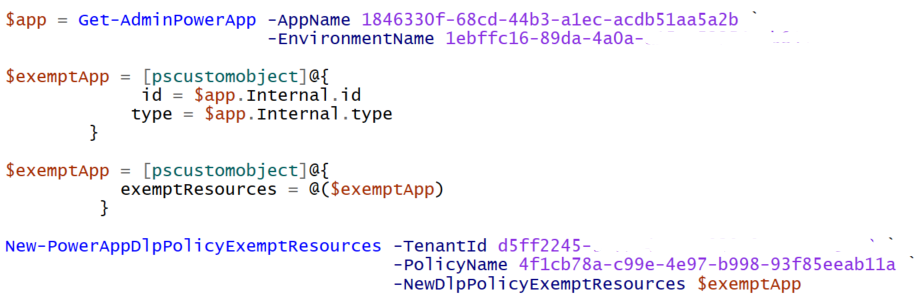 $app = Get-AdminPowerApp -AppName 1846330f-68cd-44b3-a1ec-acdb51aa5a2b `
-EnvironmentName 1ebffc16-89da-4a0a-
$exemptApp = [pscustomobject]@{
id = $app.Internal.id
type = $app.Internal.type
}
$exemptApp = [pscustomobject]@{
exemptResources = @($exemptApp)
}
New-PowerAppDlpPolicyExemptResources -TenantId d5ff2245- `
-PolicyName 4f1cb78a-c99e-4e97-b998-93f85eeab11a `
-NewDlpPolicyExemptResources $exemptApp